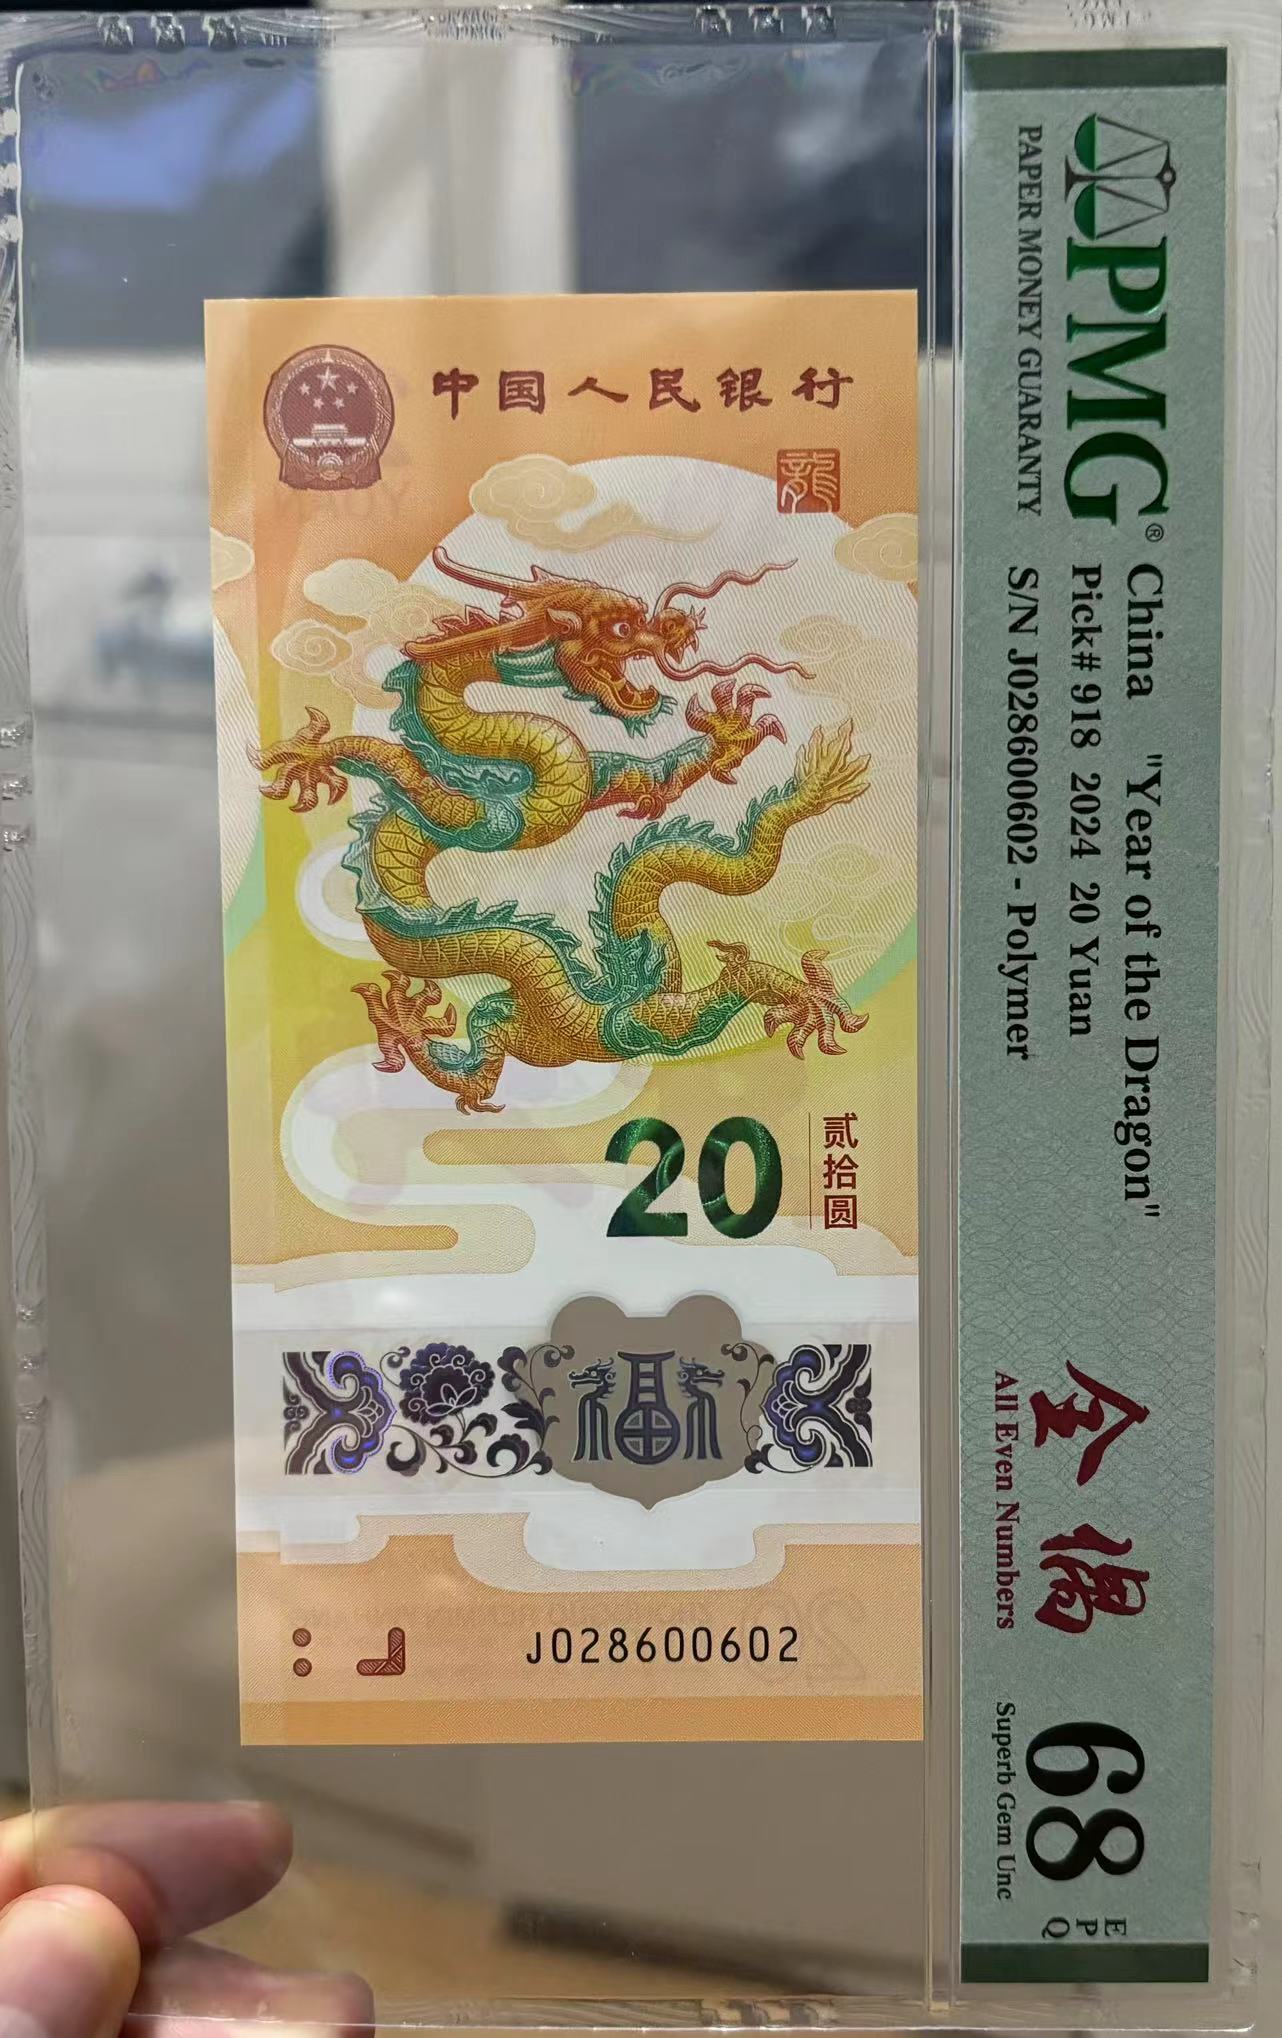 中国人民银行
龍
20
贰拾圆
福
J028600602
PMG®
PAPER MONEY GUARANTY
China "Year of the Dragon"
Pick# 918 2024 20 Yuan
S/N J028600602 - Polymer
全偶
All Even Numbers
68
EPQ
Superb Gem Unc